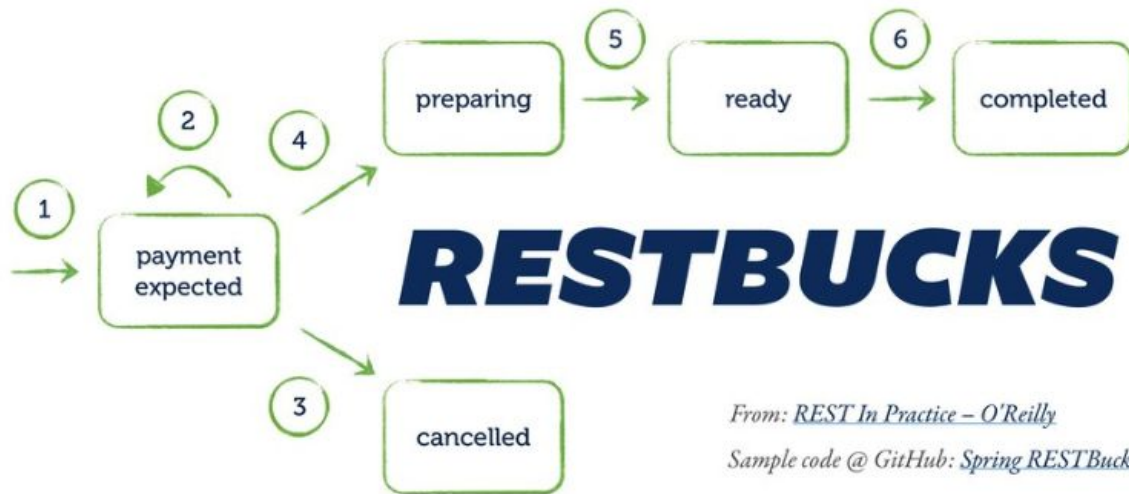 1
2
payment
expected
3
cancelled
4
preparing
5
ready
6
completed
RESTBUCKS
From: REST In Practice – O'Reilly
Sample code @ GitHub: Spring RESTBuck